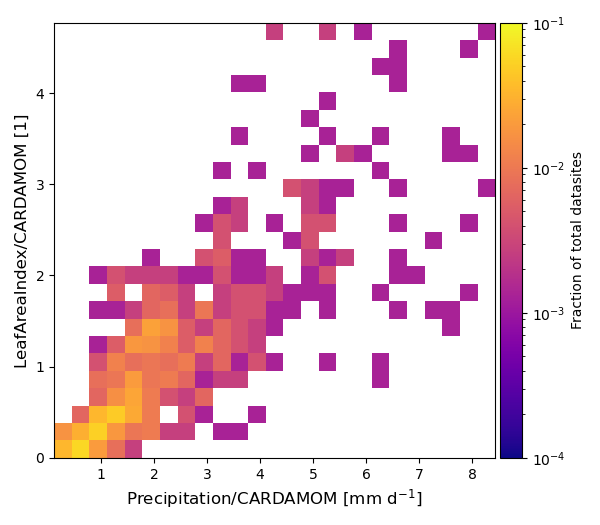 LeafAreaIndex/CARDAMOM [1]
4
3
2
1
0
1 2 3 4 5 6 7 8
Precipitation/CARDAMOM [mm d⁻¹]
10⁻¹
10⁻²
10⁻³
10⁻⁴
Fraction of total datasites